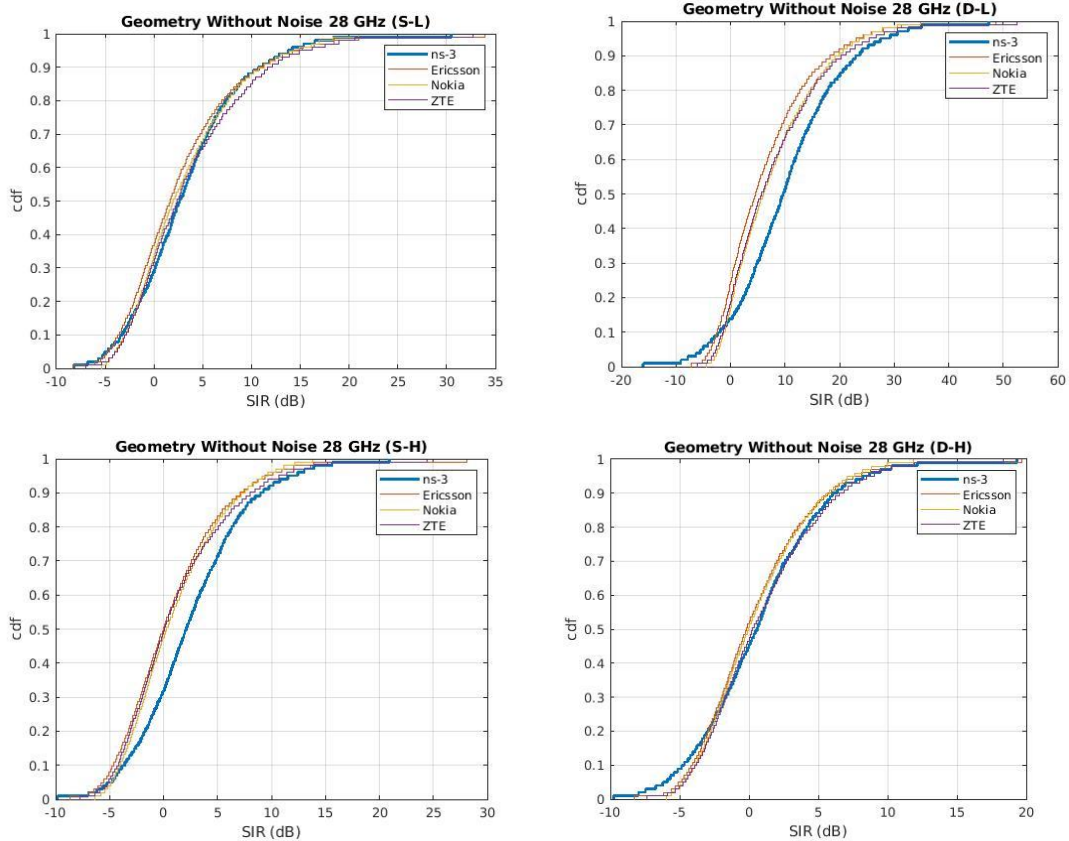 Geometry Without Noise 28 GHz (S-L)
1
0.9
0.8
0.7
0.6
0.5
0.4
0.3
0.2
0.1
0
cdf
ns-3
Ericsson
Nokia
ZTE
-10 -5 0 5 10 15 20 25 30 35
SIR (dB)
Geometry Without Noise 28 GHz (D-L)
1
0.9
0.8
0.7
0.6
0.5
0.4
0.3
0.2
0.1
0
cdf
ns-3
Ericsson
Nokia
ZTE
-20 -10 0 10 20 30 40 50 60
SIR (dB)
Geometry Without Noise 28 GHz (S-H)
1
0.9
0.8
0.7
0.6
0.5
0.4
0.3
0.2
0.1
0
cdf
ns-3
Ericsson
Nokia
ZTE
-10 -5 0 5 10 15 20 25 30
SIR (dB)
Geometry Without Noise 28 GHz (D-H)
1
0.9
0.8
0.7
0.6
0.5
0.4
0.3
0.2
0.1
0
cdf
ns-3
Ericsson
Nokia
ZTE
-10 -5 0 5 10 15 20
SIR (dB)